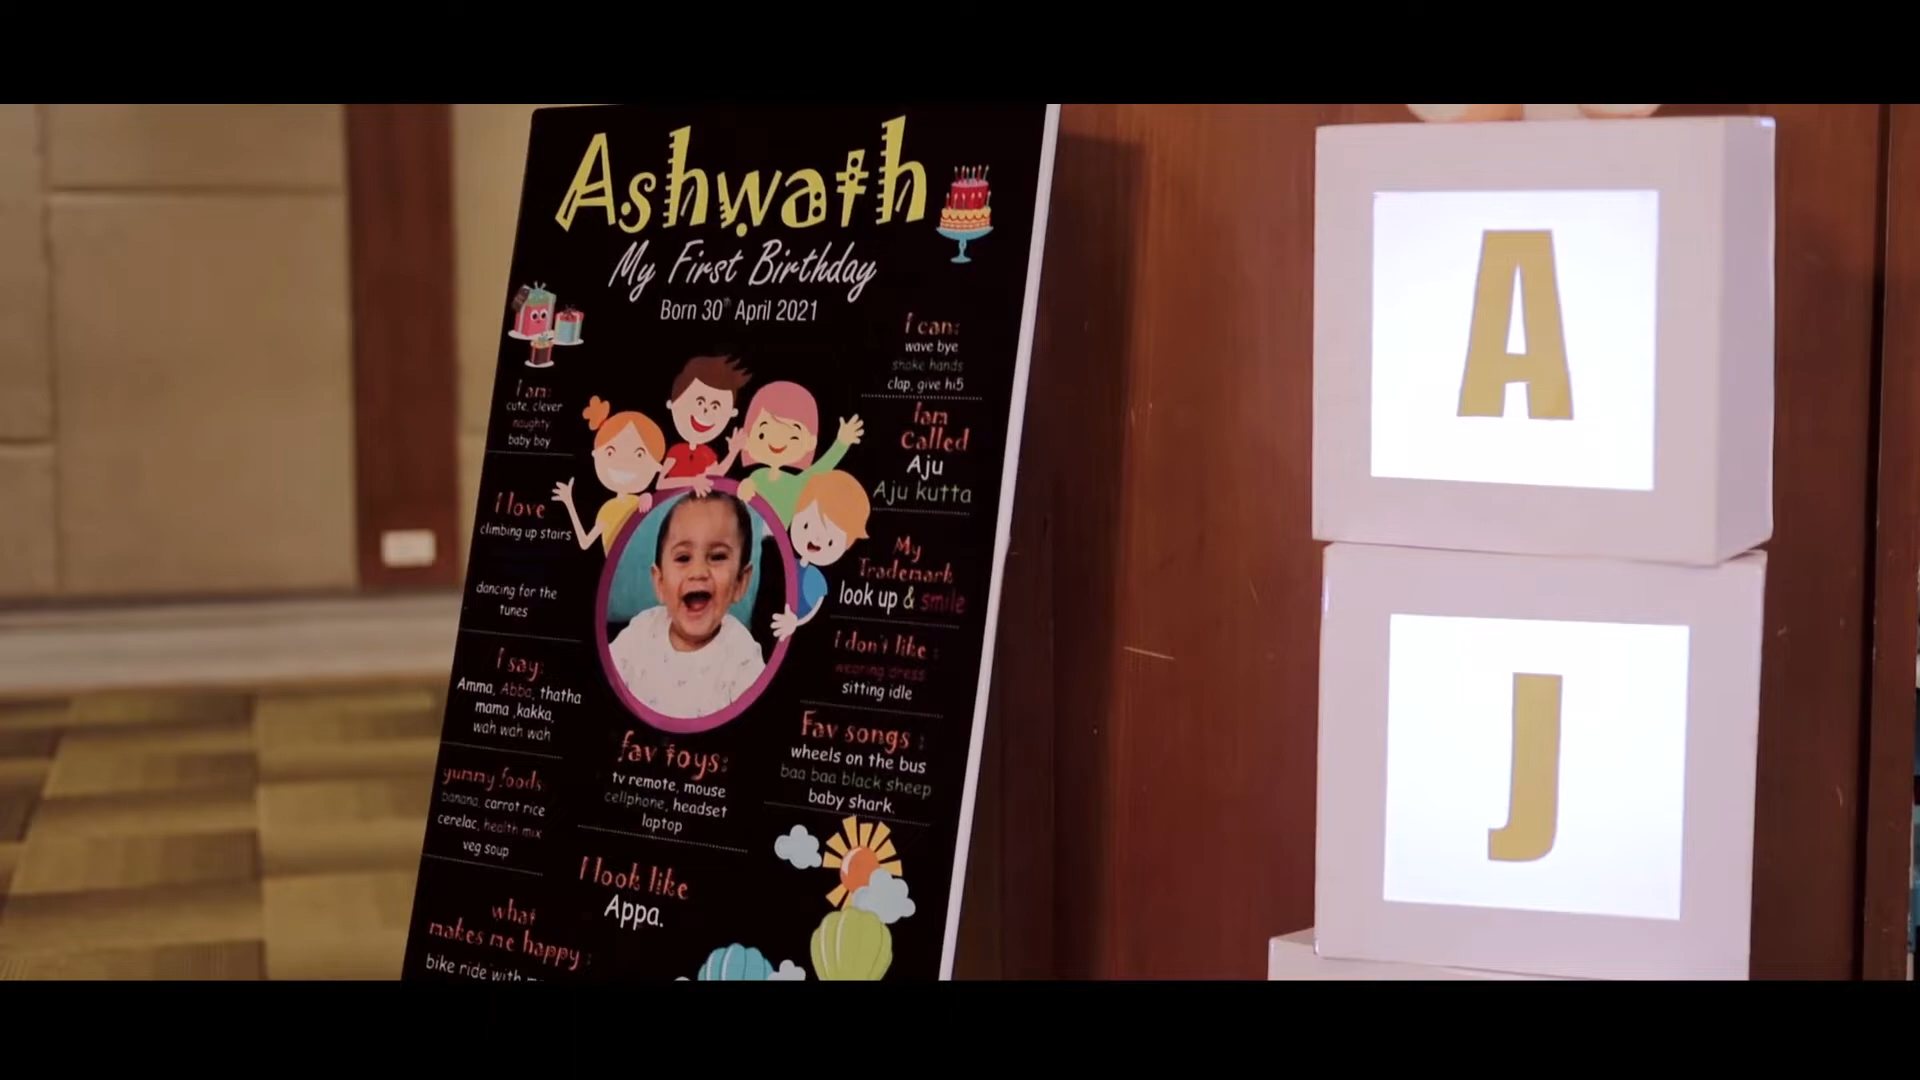 Ashwath
My First Birthday
Born 30th April 2021
I am:
cute, clever
naughty
baby boy
I love
climbing up stairs
dancing for the
tunes
I say:
Amma, Abba, thatha
mama ,kakka,
wah wah wah
yummy foods:
banana, carrot rice
cerelac, health mix
veg soup
what
makes me happy :
bike ride with
fav toys:
tv remote, mouse
cellphone, headset
laptop
I look like
Appa.
I can:
wave bye
shake hands
clap, give hi5
Iam
Called
Aju
Aju kutta
My
Trademark
look up & smile
I don't like :
wearing dress
sitting idle
Fav songs :
wheels on the bus
baa baa black sheep
baby shark.
A
J